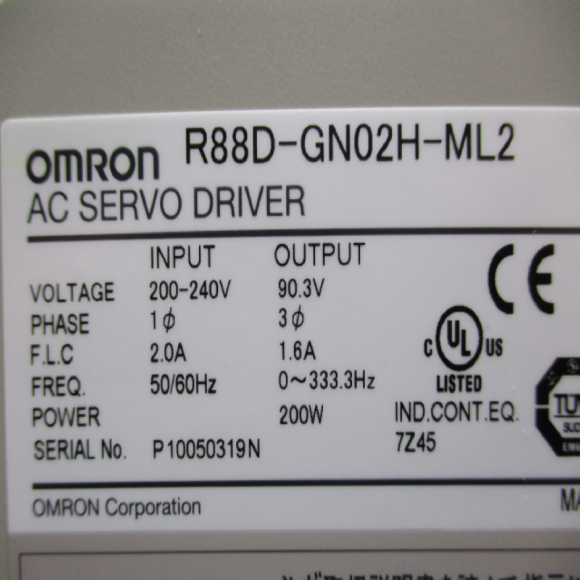 OMRON R88D-GN02H-ML2
AC SERVO DRIVER
INPUT OUTPUT
VOLTAGE 200-240V 90.3V
PHASE 1ϕ 3ϕ
F.L.C 2.0A 1.6A
FREQ. 50/60Hz 0～333.3Hz
POWER 200W
SERIAL No. P10050319N
CE
C UL US
LISTED
IND.CONT.EQ.
7Z45
TÜV
OMRON Corporation